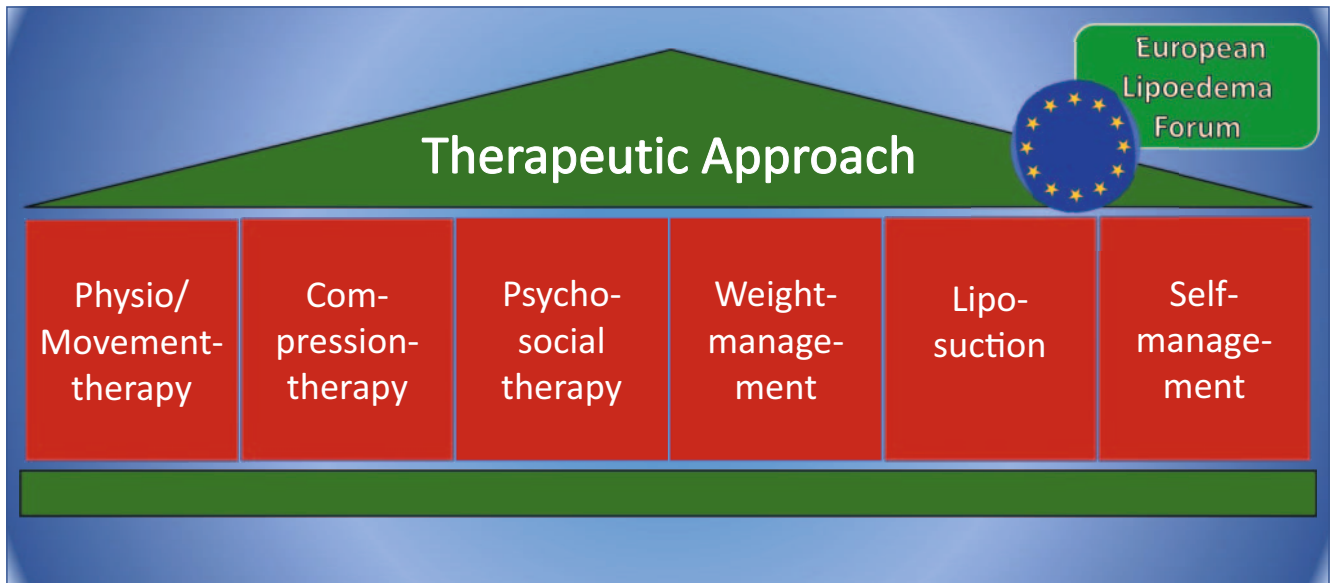 European
Lipoedema
Forum
Therapeutic Approach
Physio/
Movement-
therapy
Com-
pression-
therapy
Psycho-
social
therapy
Weight-
manage-
ment
Lipo-
suction
Self-
manage-
ment